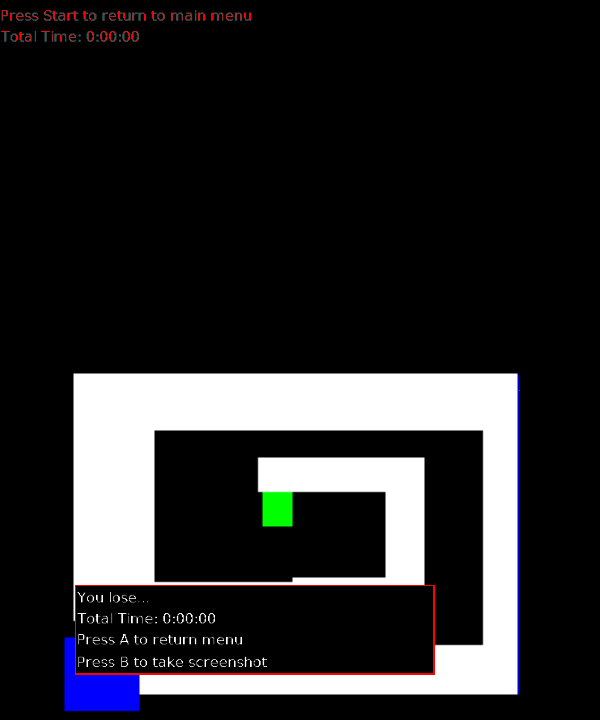 Press Start to return to main menu
Total Time: 0:00:00
You lose...
Total Time: 0:00:00
Press A to return menu
Press B to take screenshot